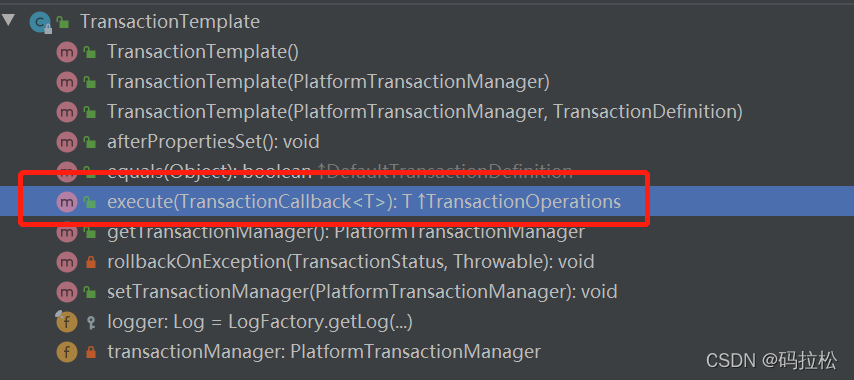 TransactionTemplate
TransactionTemplate()
TransactionTemplate(PlatformTransactionManager)
TransactionTemplate(PlatformTransactionManager, TransactionDefinition)
afterPropertiesSet(): void
equals(Object): boolean ↑DefaultTransactionDefinition
execute(TransactionCallback<T>): T ↑TransactionOperations
getTransactionManager(): PlatformTransactionManager
rollbackOnException(TransactionStatus, Throwable): void
setTransactionManager(PlatformTransactionManager): void
logger: Log = LogFactory.getLog(...)
transactionManager: PlatformTransactionManager
CSDN @码拉松